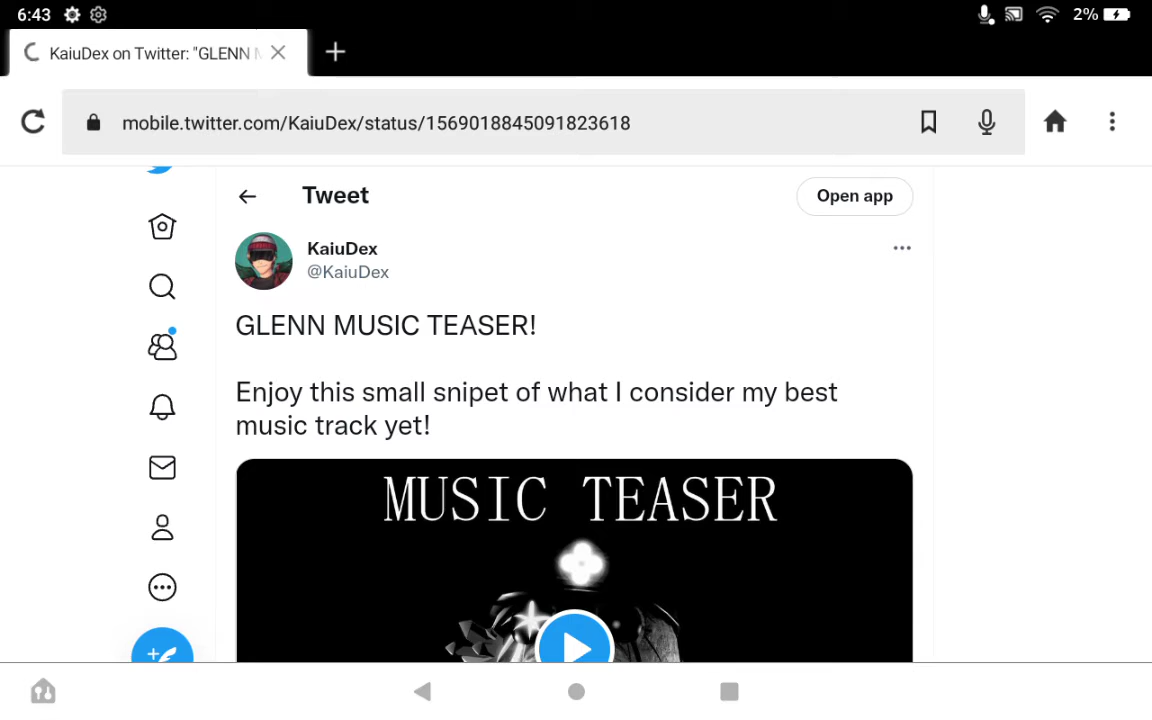 6:43
2%
KaiuDex on Twitter: "GLENN M
mobile.twitter.com/KaiuDex/status/1569018845091823618
Tweet
Open app
KaiuDex
@KaiuDex
GLENN MUSIC TEASER!
Enjoy this small snipet of what I consider my best
music track yet!
MUSIC TEASER